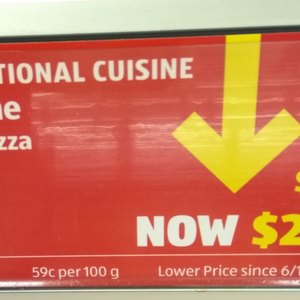 TIONAL CUISINE
ne
zza
NOW $2
59c per 100 g
Lower Price since 6/1